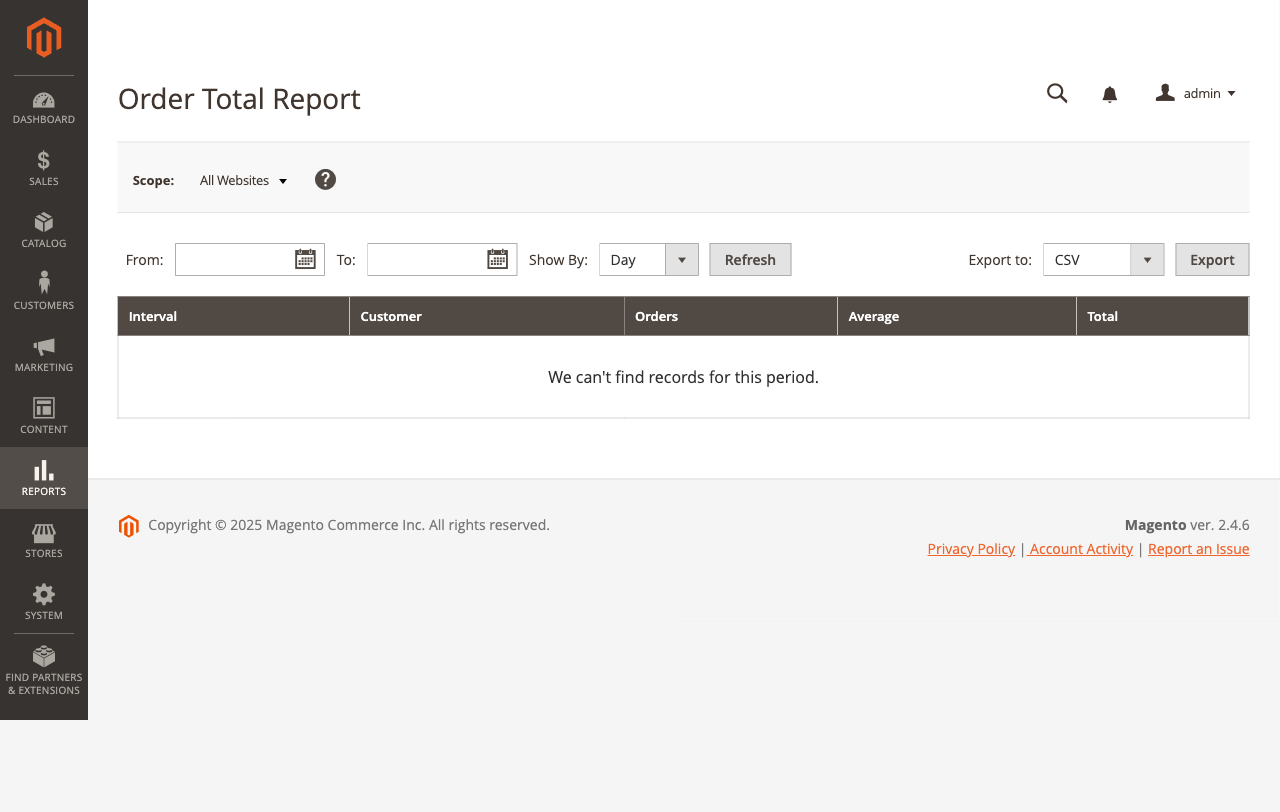 Order Total Report
admin
Scope: All Websites ?
From: To: Show By: Day Refresh Export to: CSV Export
Interval Customer Orders Average Total
We can't find records for this period.
DASHBOARD
$
SALES
CATALOG
CUSTOMERS
MARKETING
CONTENT
REPORTS
STORES
SYSTEM
FIND PARTNERS
& EXTENSIONS
Copyright © 2025 Magento Commerce Inc. All rights reserved.
Magento ver. 2.4.6
Privacy Policy | Account Activity | Report an Issue